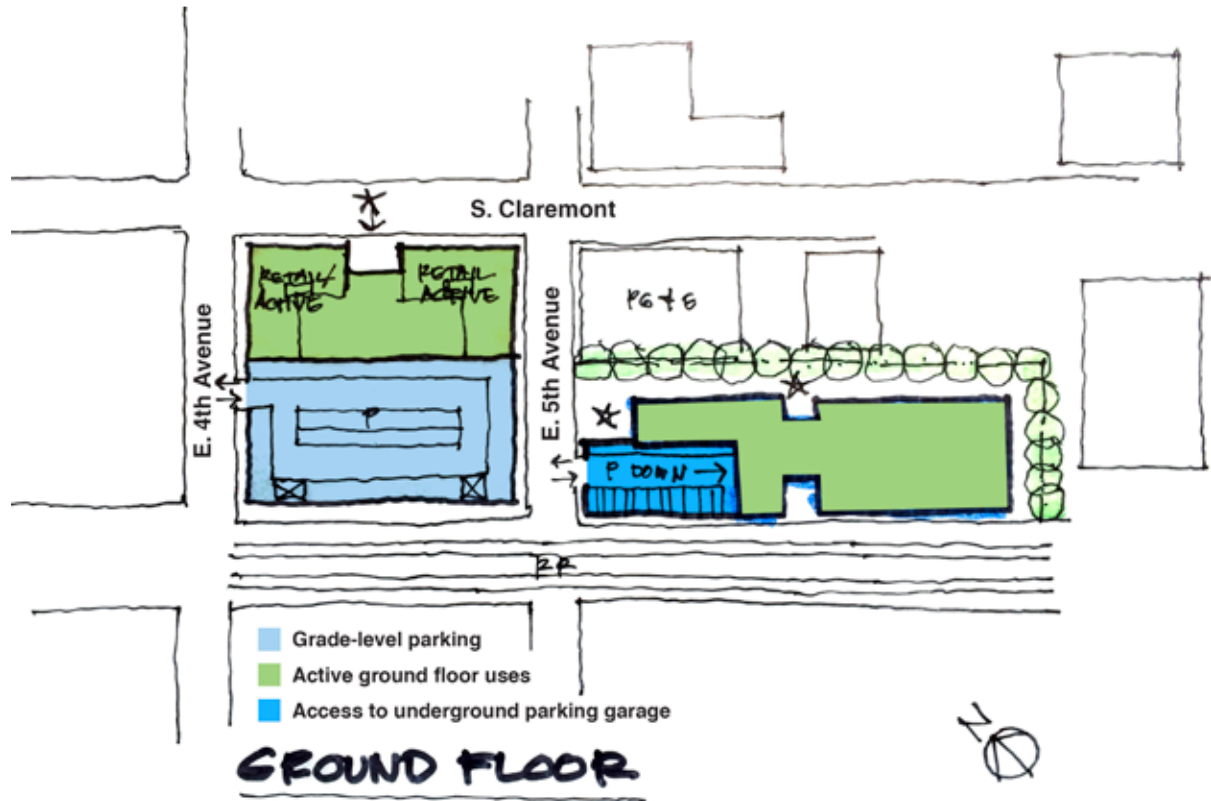 S. Claremont
RETAIL/
ACTIVE
RETAIL
ACTIVE
E. 4th Avenue
E. 5th Avenue
PG & E
P
P DOWN
RR
Grade-level parking
Active ground floor uses
Access to underground parking garage
GROUND FLOOR
N